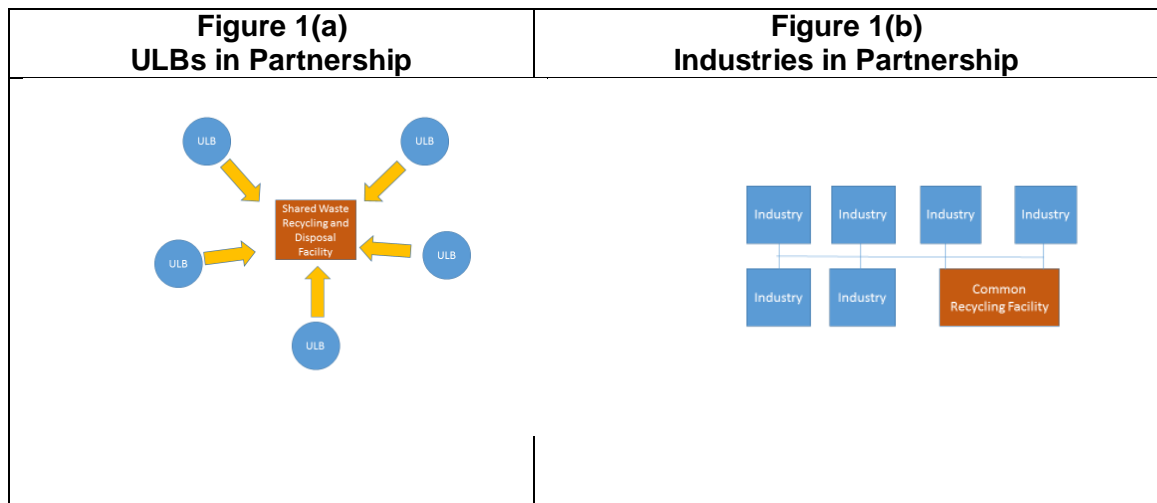 Figure 1(a)
ULBs in Partnership
Figure 1(b)
Industries in Partnership
ULB
ULB
Shared Waste
Recycling and
Disposal
Facility
ULB
ULB
ULB
Industry
Industry
Industry
Industry
Industry
Industry
Common
Recycling Facility